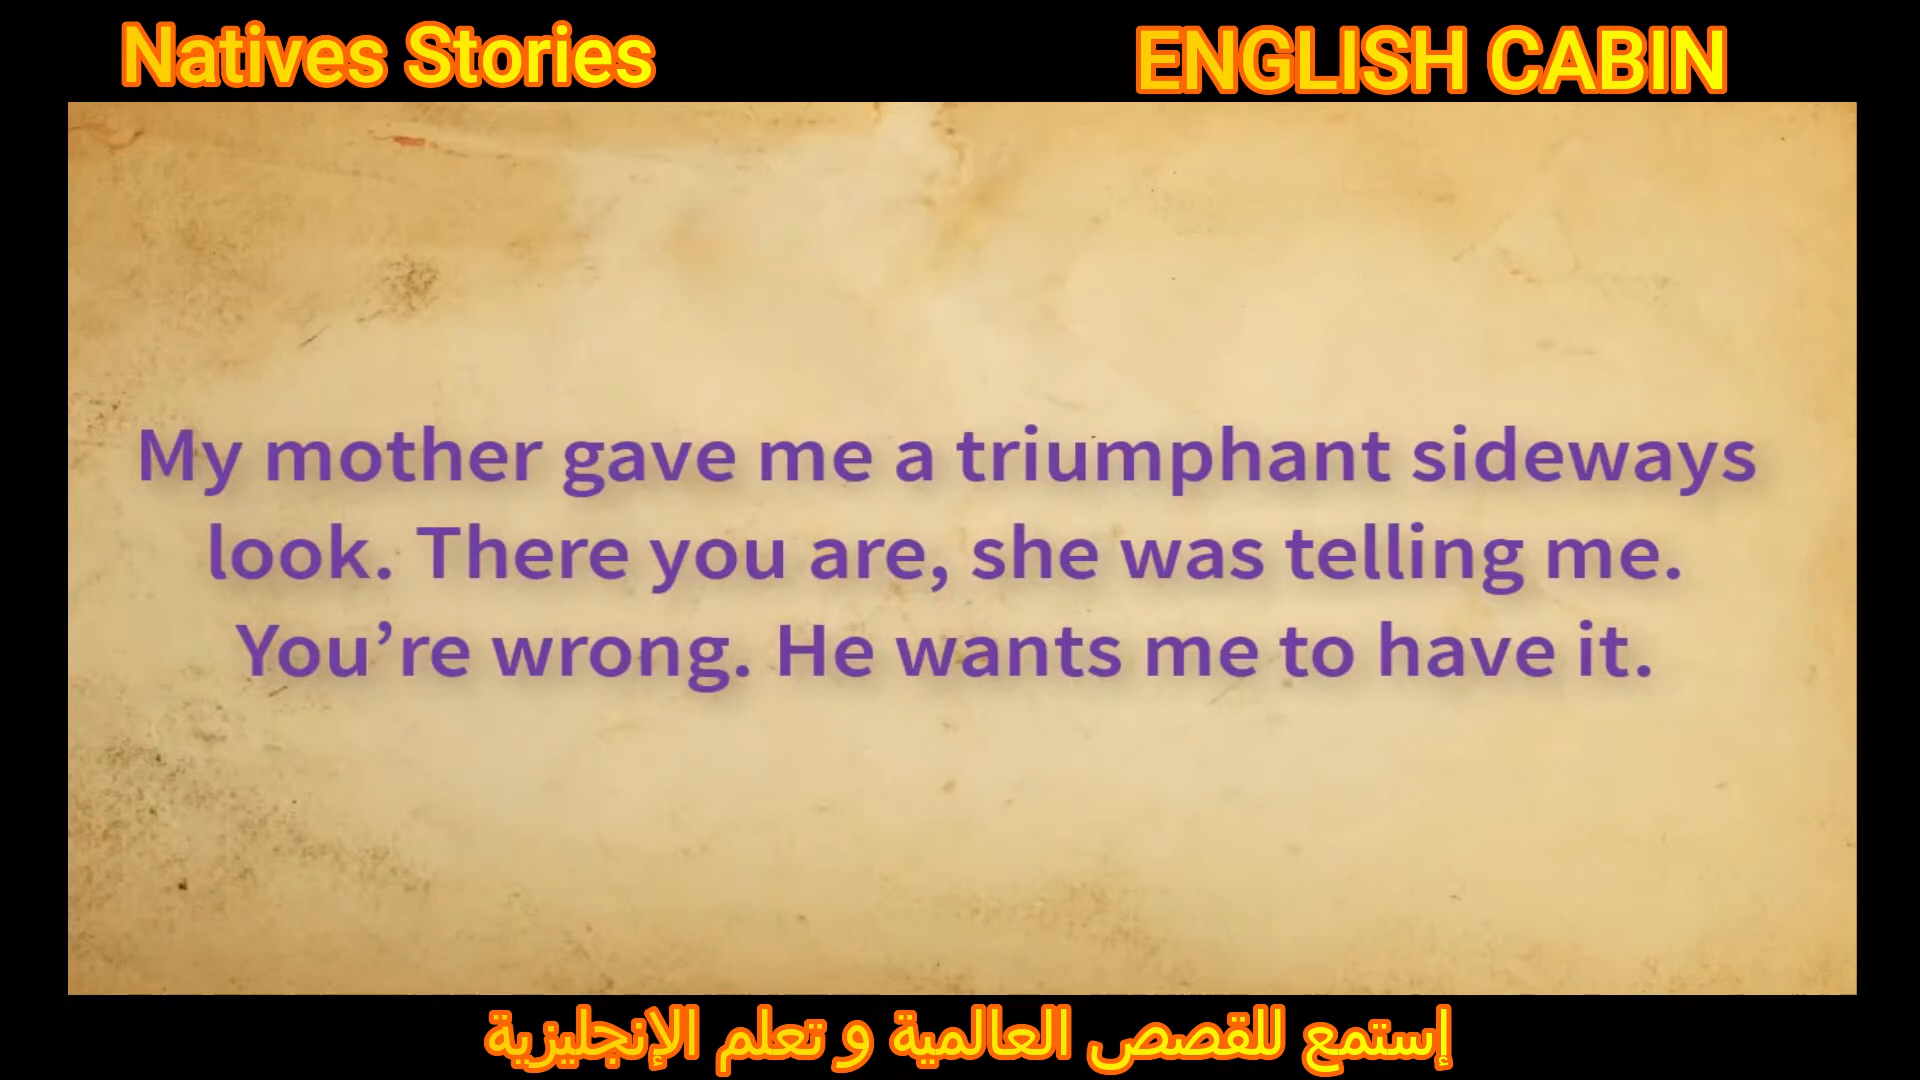 Natives Stories
ENGLISH CABIN
My mother gave me a triumphant sideways
look. There you are, she was telling me.
You’re wrong. He wants me to have it.
إستمع للقصص العالمية و تعلم الإنجليزية